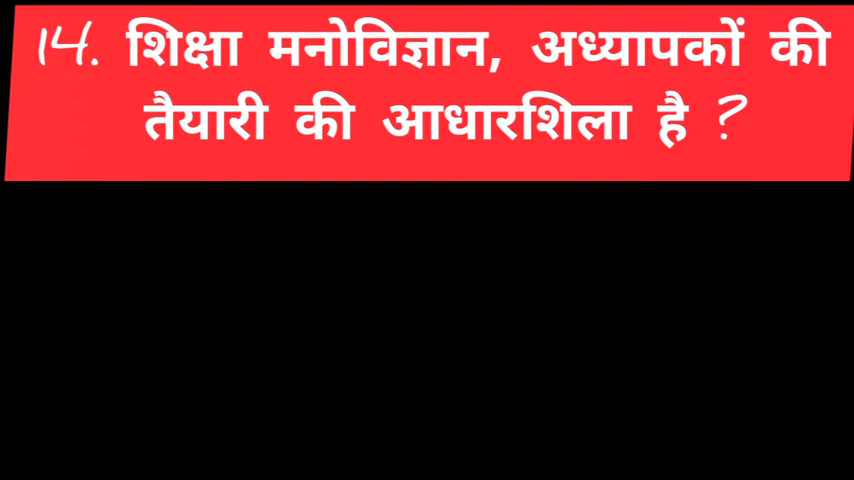 14. शिक्षा मनोविज्ञान, अध्यापकों की
तैयारी की आधारशिला है ?